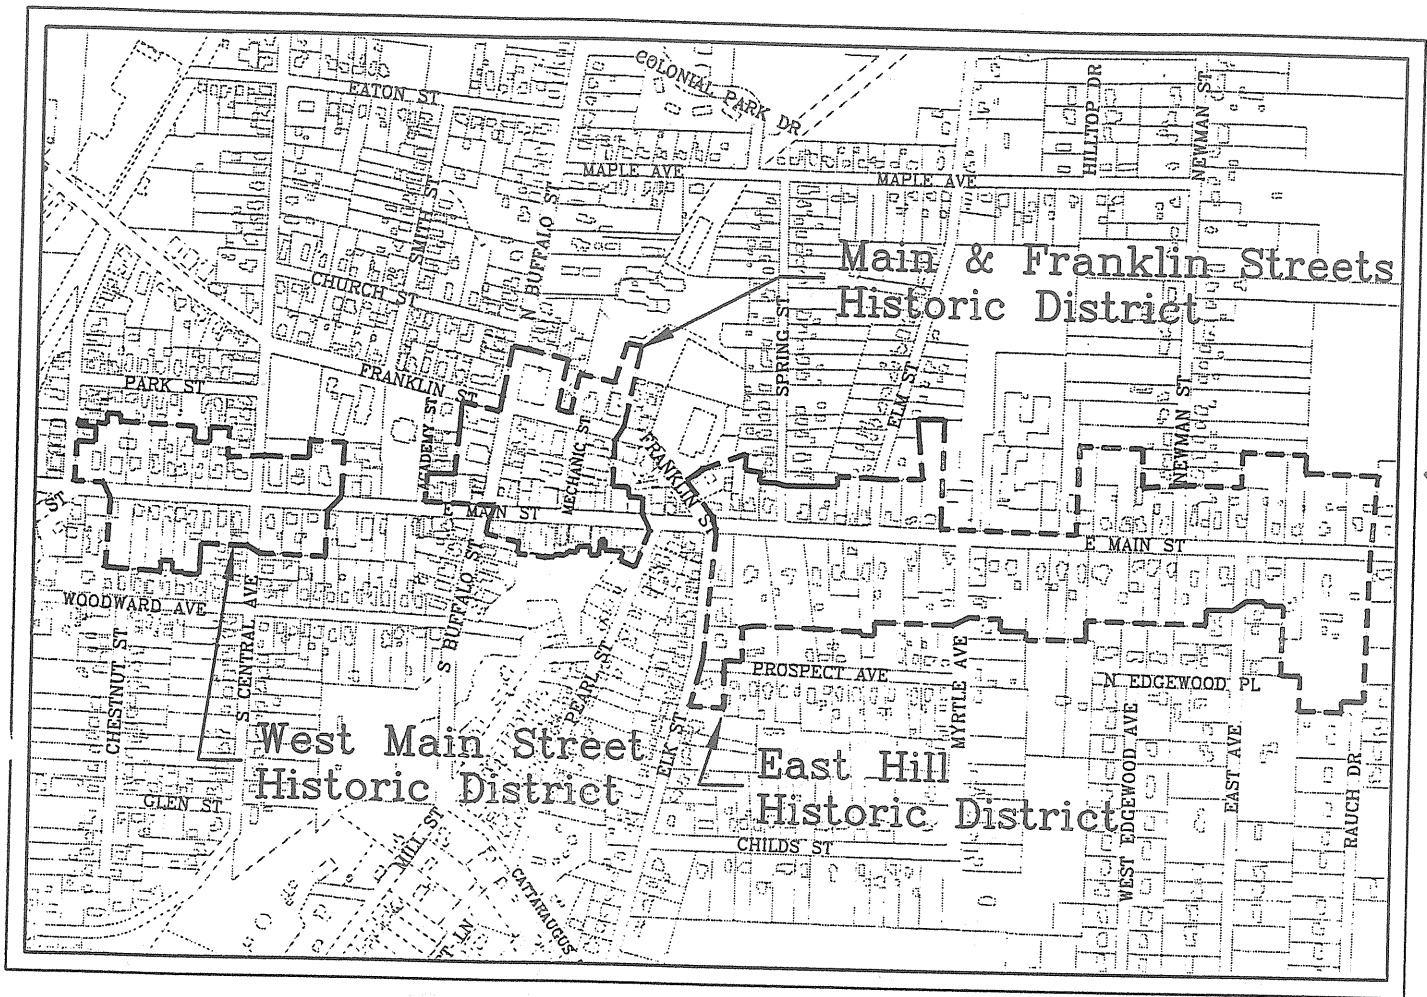 COLONIAL PARK DR
EATON ST
HILLTOP DR
NEWMAN ST
MAPLE AVE
MAPLE AVE
SMITH ST
N BUFFALO ST
CHURCH ST
Main & Franklin Streets
Historic District
SPRING ST
PARK ST
FRANKLIN ST
ACADEMY ST
ELM ST
NEWMAN ST
MECHANIC ST
FRANKLIN ST
ST
E MAIN ST
E MAIN ST
WOODWARD AVE
S CENTRAL AVE
S BUFFALO ST
CHESTNUT ST
PEARL ST
PROSPECT AVE
MYRTLE AVE
N EDGEWOOD PL
ELK ST
West Main Street
Historic District
East Hill
Historic District
WEST EDGEWOOD AVE
EAST AVE
RAUCH DR
GLEN ST
MILL ST
CHILDS ST
CATTARAUGUS
T LN